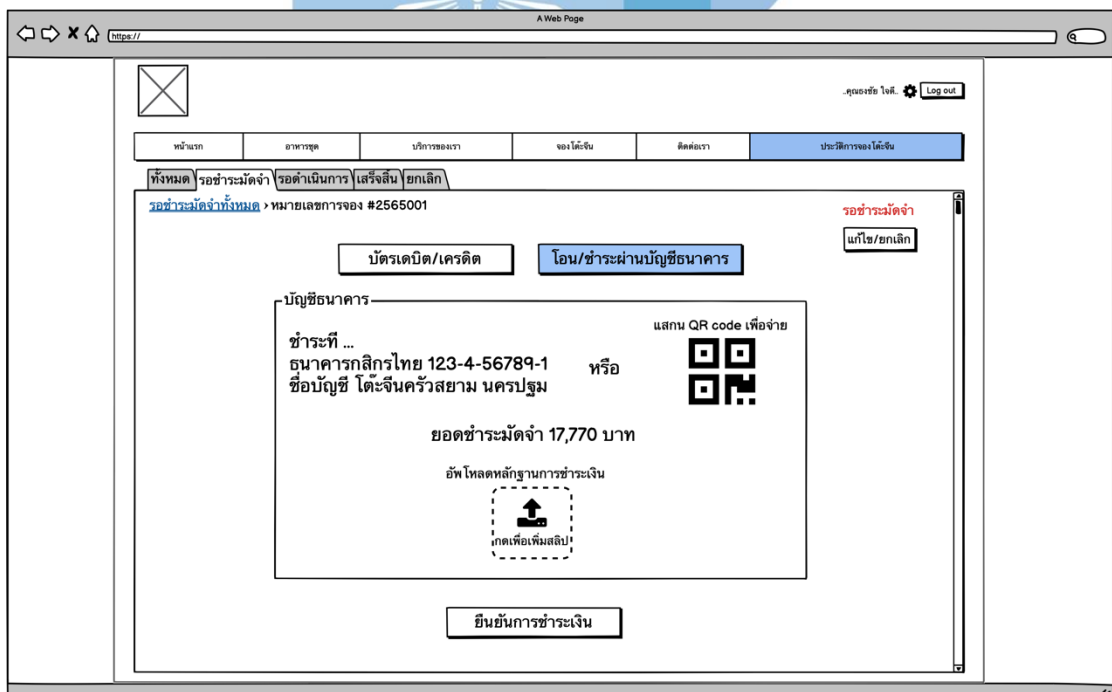 A Web Page
https://
..คุณธงชัย ใจดี.. Log out
หน้าแรก อาหารชุด บริการของเรา จองโต๊ะจีน ติดต่อเรา ประวัติการจองโต๊ะจีน
ทั้งหมด รอชำระมัดจำ รอดำเนินการ เสร็จสิ้น ยกเลิก
รอชำระมัดจำทั้งหมด > หมายเลขการจอง #2565001
รอชำระมัดจำ
แก้ไข/ยกเลิก
บัตรเดบิต/เครดิต โอน/ชำระผ่านบัญชีธนาคาร
บัญชีธนาคาร
ชำระที่ ...
ธนาคารกสิกรไทย 123-4-56789-1
ชื่อบัญชี โต๊ะจีนครัวสยาม นครปฐม
หรือ
แสกน QR code เพื่อจ่าย
ยอดชำระมัดจำ 17,770 บาท
อัพโหลดหลักฐานการชำระเงิน
กดเพื่อเพิ่มสลิป
ยืนยันการชำระเงิน